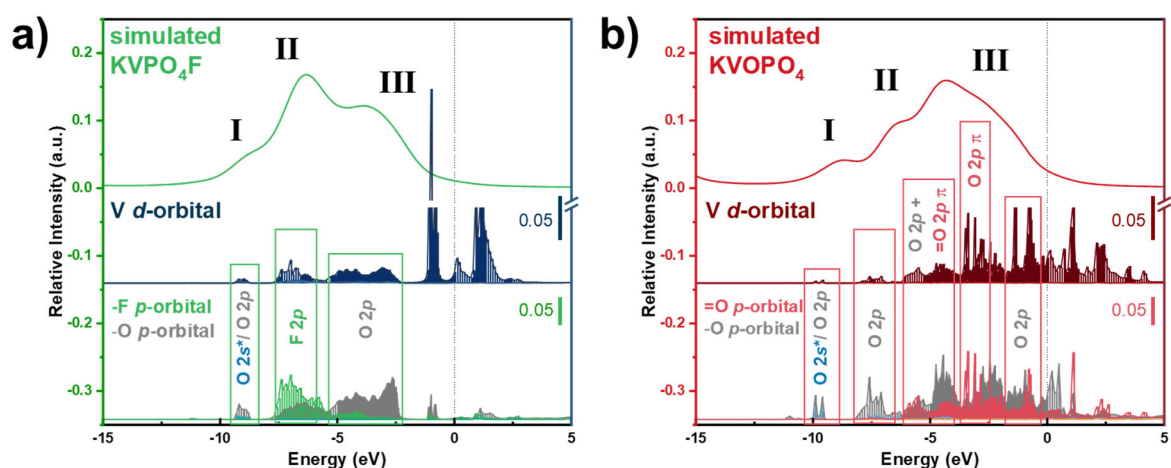 a)
simulated
KVPO₄F
I
II
III
Relative Intensity (a.u.)
0.2
0.1
0.0
-0.1
-0.2
-0.3
V d-orbital
0.05
-F p-orbital
-O p-orbital
0.05
O 2s*/ O 2p
F 2p
O 2p
-15
-10
-5
0
5
Energy (eV)
b)
simulated
KVOPO₄
I
II
III
Relative Intensity (a.u.)
0.2
0.1
0.0
-0.1
-0.2
-0.3
V d-orbital
0.05
=O p-orbital
-O p-orbital
0.05
O 2s*/ O 2p
O 2p
O 2p +
=O 2p π
O 2p π
O 2p
-15
-10
-5
0
5
Energy (eV)